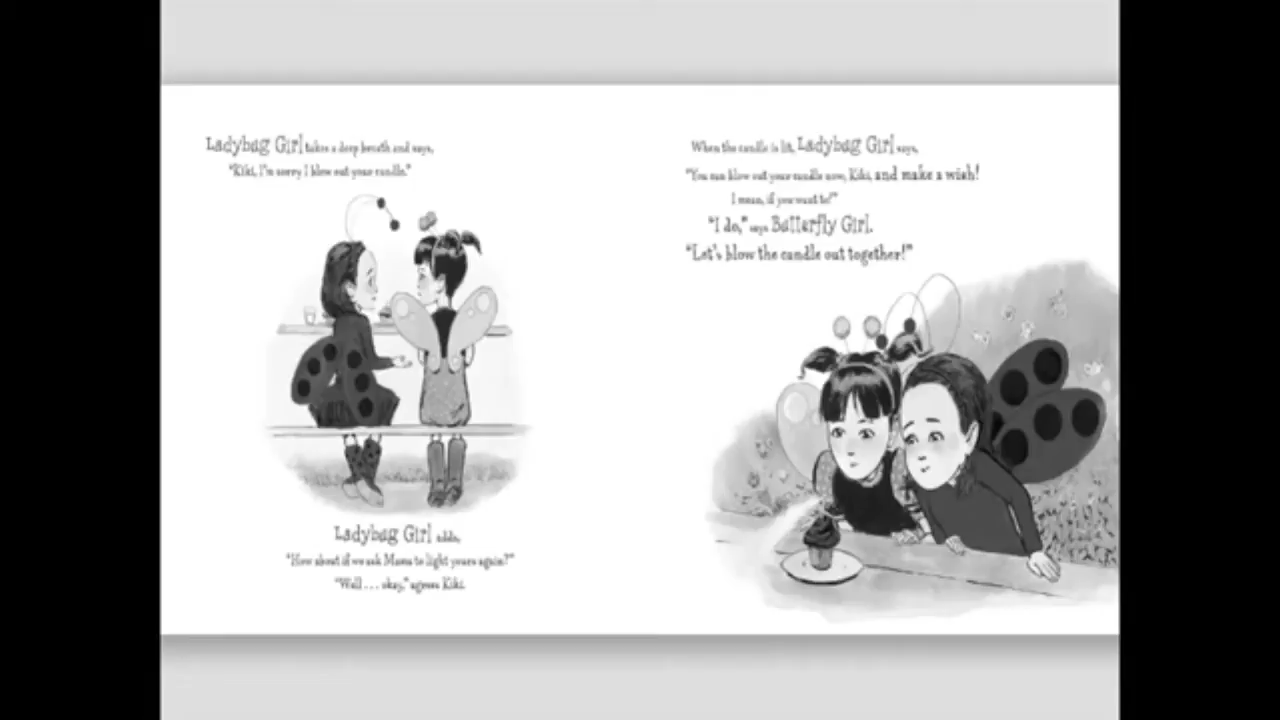 Ladybug Girl takes a deep breath and says,
"Kiki, I'm sorry I blew out your candle."
Ladybug Girl adds,
"How about if we ask Mama to light yours again?"
"Well . . . okay," agrees Kiki.
When the candle is lit, Ladybug Girl says,
"You can blow out your candle now, Kiki, and make a wish!
I mean, if you want to!"
"I do," says Butterfly Girl.
"Let's blow the candle out together!"